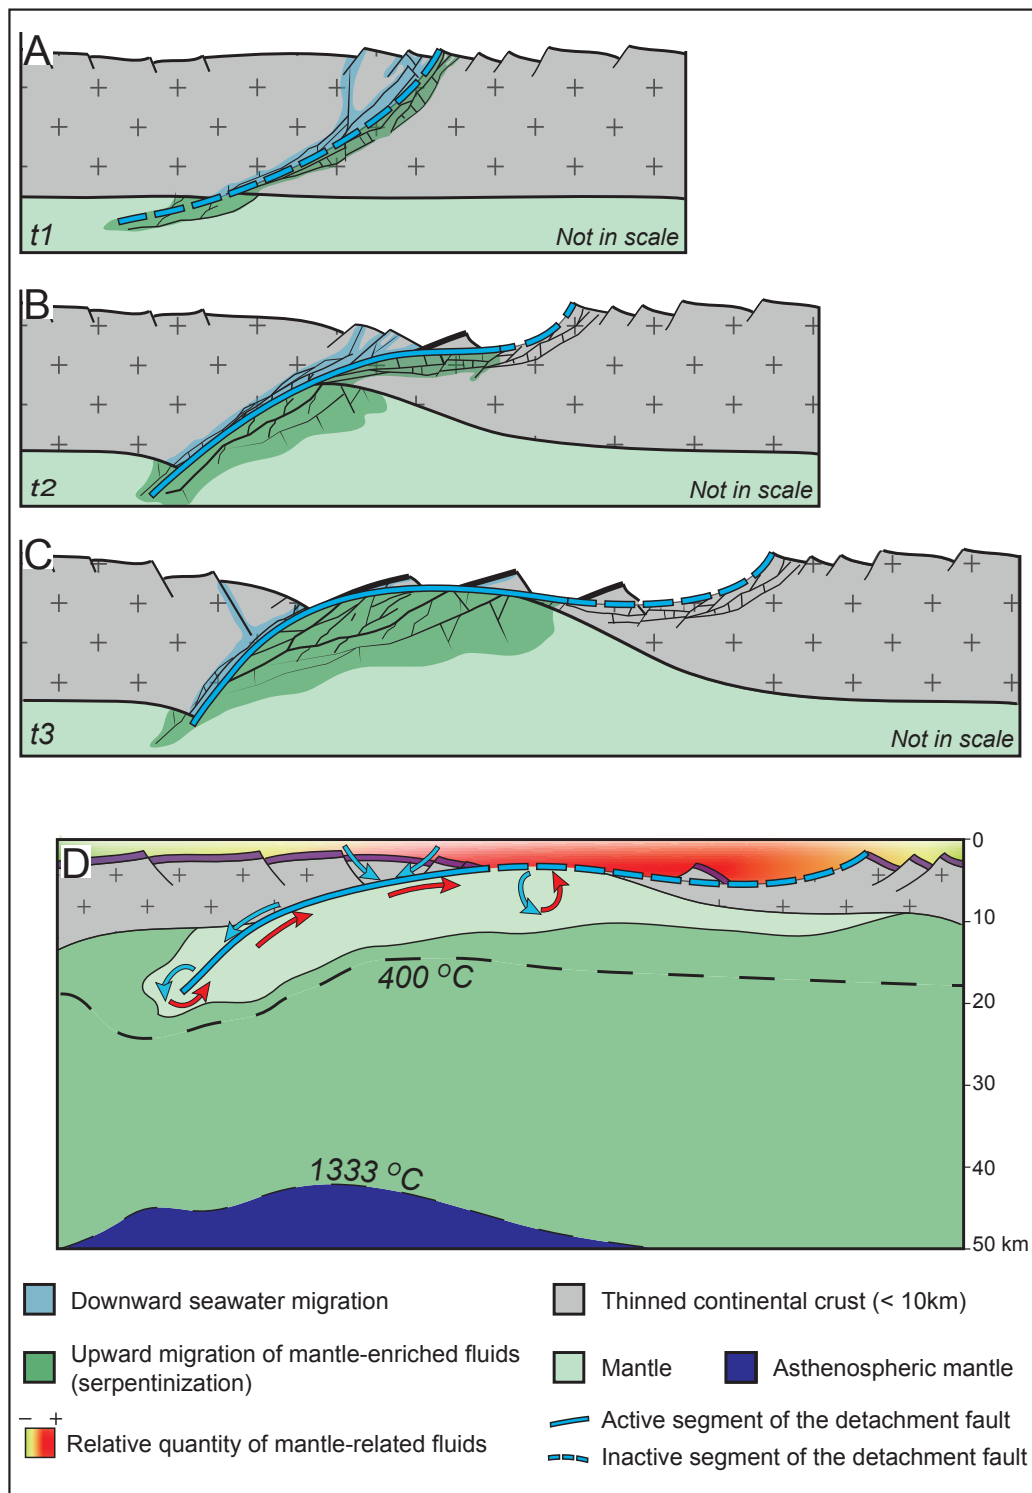 A
t1
Not in scale
B
t2
Not in scale
C
t3
Not in scale
D
0
10
400 °C
20
30
1333 °C
40
50 km
Downward seawater migration
Thinned continental crust (< 10km)
Upward migration of mantle-enriched fluids
(serpentinization)
Mantle
Asthenospheric mantle
− +
Relative quantity of mantle-related fluids
Active segment of the detachment fault
Inactive segment of the detachment fault